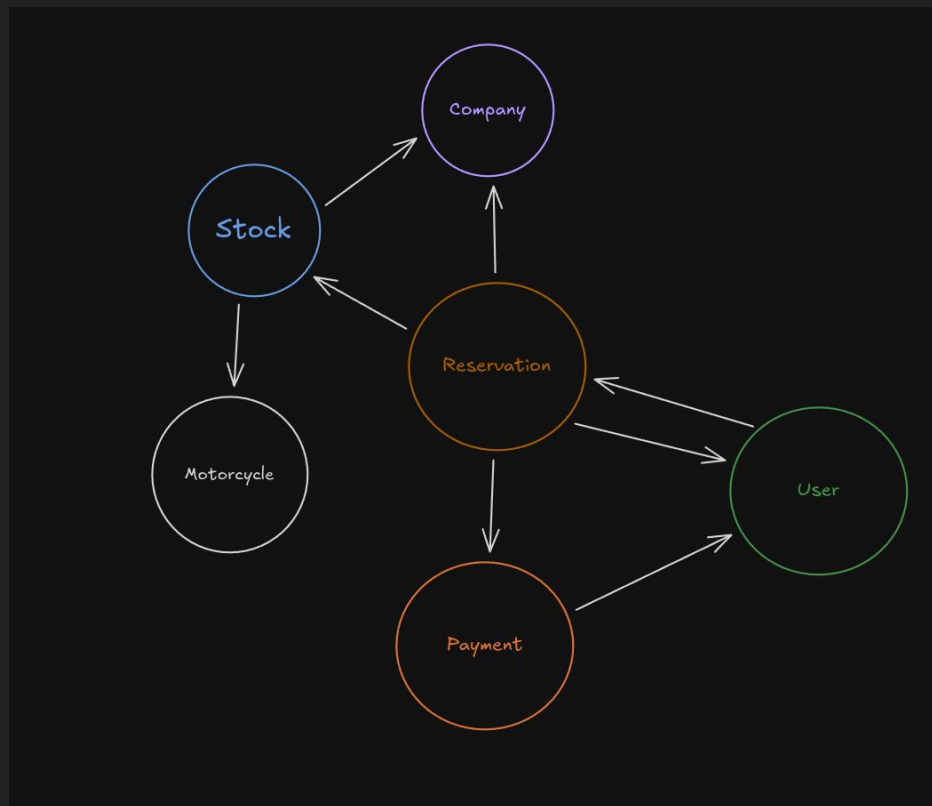 Company
Stock
Reservation
Motorcycle
User
Payment